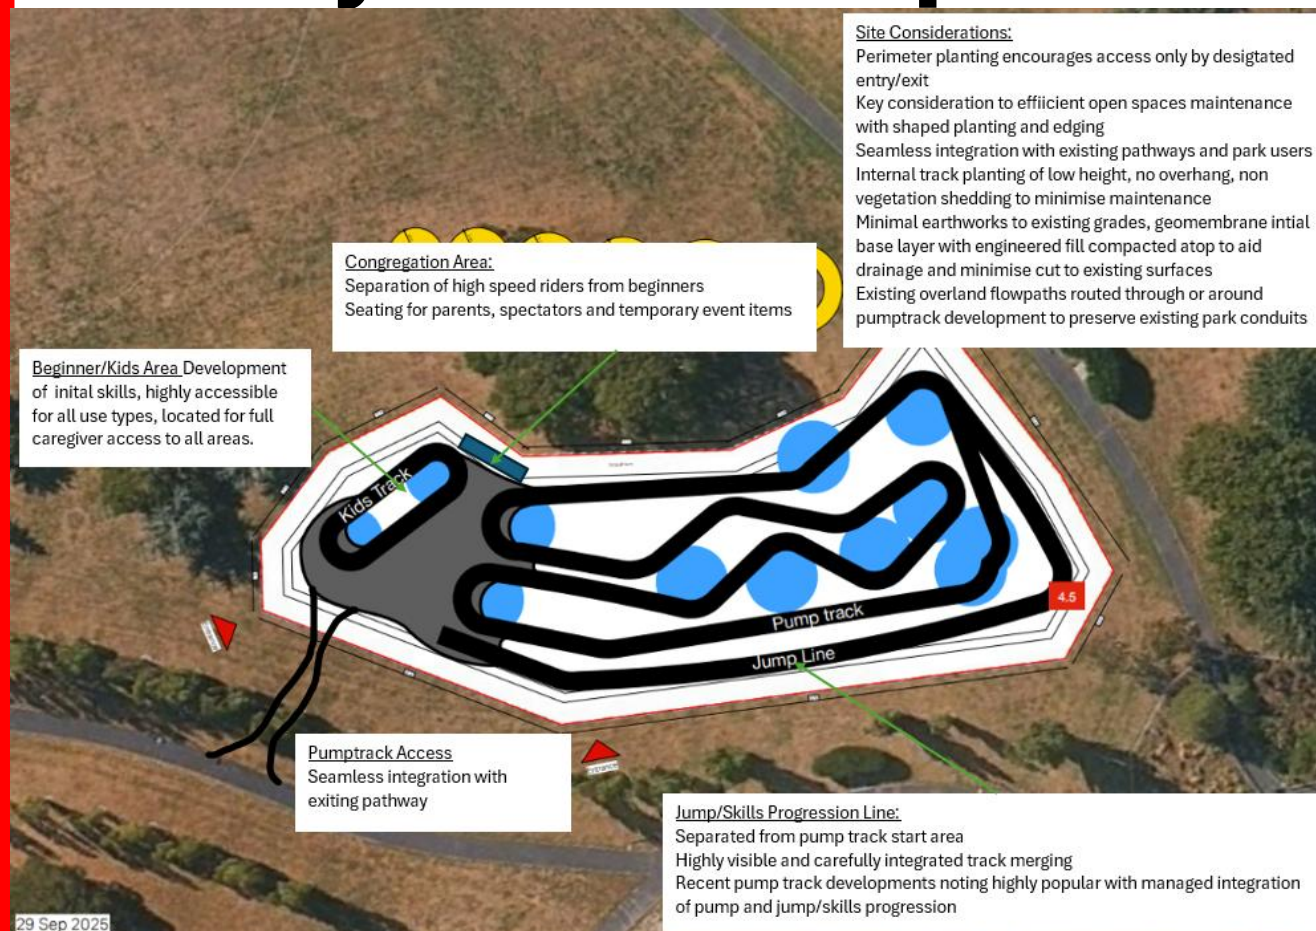 Site Considerations:
Perimeter planting encourages access only by desigtated
entry/exit
Key consideration to effiicient open spaces maintenance
with shaped planting and edging
Seamless integration with existing pathways and park users
Internal track planting of low height, no overhang, non
vegetation shedding to minimise maintenance
Minimal earthworks to existing grades, geomembrane intial
base layer with engineered fill compacted atop to aid
drainage and minimise cut to existing surfaces
Existing overland flowpaths routed through or around
pumptrack development to preserve existing park conduits
Congregation Area:
Separation of high speed riders from beginners
Seating for parents, spectators and temporary event items
Beginner/Kids Area Development
of inital skills, highly accessible
for all use types, located for full
caregiver access to all areas.
Kids Track
4.5
Pump track
Jump Line
Entrance
Pumptrack Access
Seamless integration with
exiting pathway
Entrance
Jump/Skills Progression Line:
Separated from pump track start area
Highly visible and carefully integrated track merging
Recent pump track developments noting highly popular with managed integration
of pump and jump/skills progression
29 Sep 2025